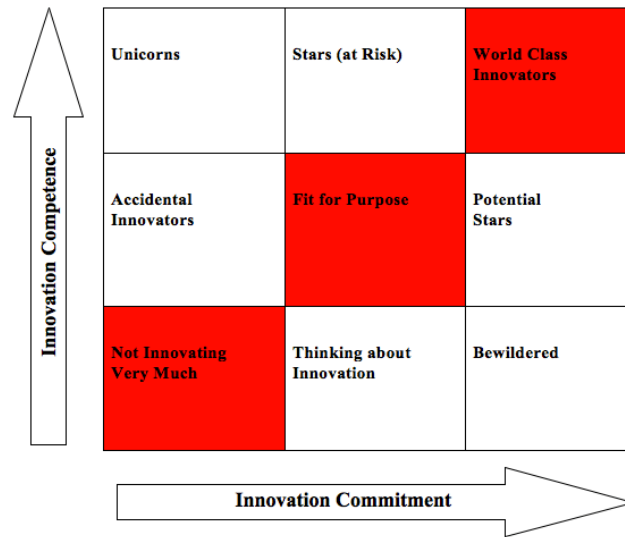 Unicorns
Stars (at Risk)
World Class
Innovators
Accidental
Innovators
Fit for Purpose
Potential
Stars
Not Innovating
Very Much
Thinking about
Innovation
Bewildered
Innovation Competence
Innovation Commitment